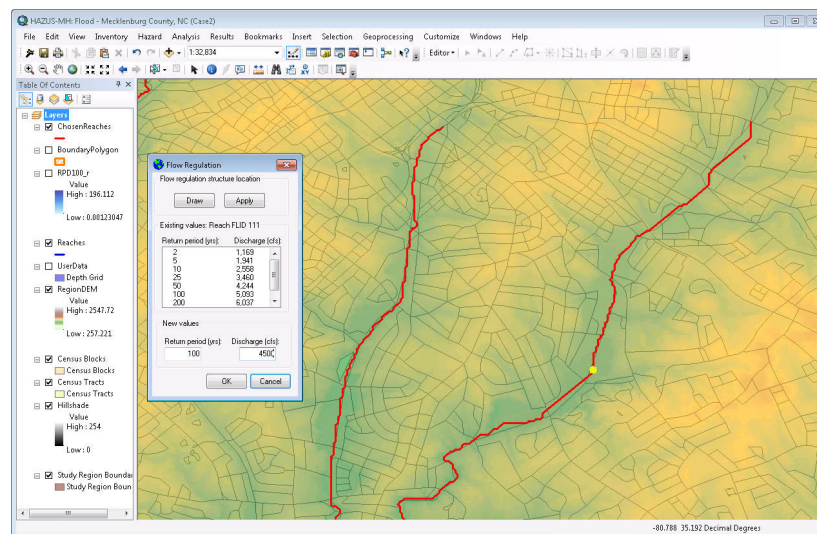 HAZUS-MH: Flood - Mecklenburg County, NC (Case2)
File Edit View Inventory Hazard Analysis Results Bookmarks Insert Selection Geoprocessing Customize Windows Help
1:32,834
Editor
Table Of Contents
Layers
ChosenReaches
BoundaryPolygon
RPD100_r
Value
High : 196.112
Low : 0.00123047
Reaches
UserData
Depth Grid
RegionDEM
Value
High : 2547.72
Low : 257.221
Census Blocks
Census Blocks
Census Tracts
Census Tracts
Hillshade
Value
High : 254
Low : 0
Study Region Boundar
Study Region Boun
Flow Regulation
Flow regulation structure location
Draw Apply
Existing values: Reach FLID 111
Return period (yrs): Discharge (cfs):
2 1,169
5 1,941
10 2,558
25 3,460
50 4,244
100 5,093
200 6,037
New values
Return period (yrs): Discharge (cfs):
100 4500
OK Cancel
-80.788 35.192 Decimal Degrees